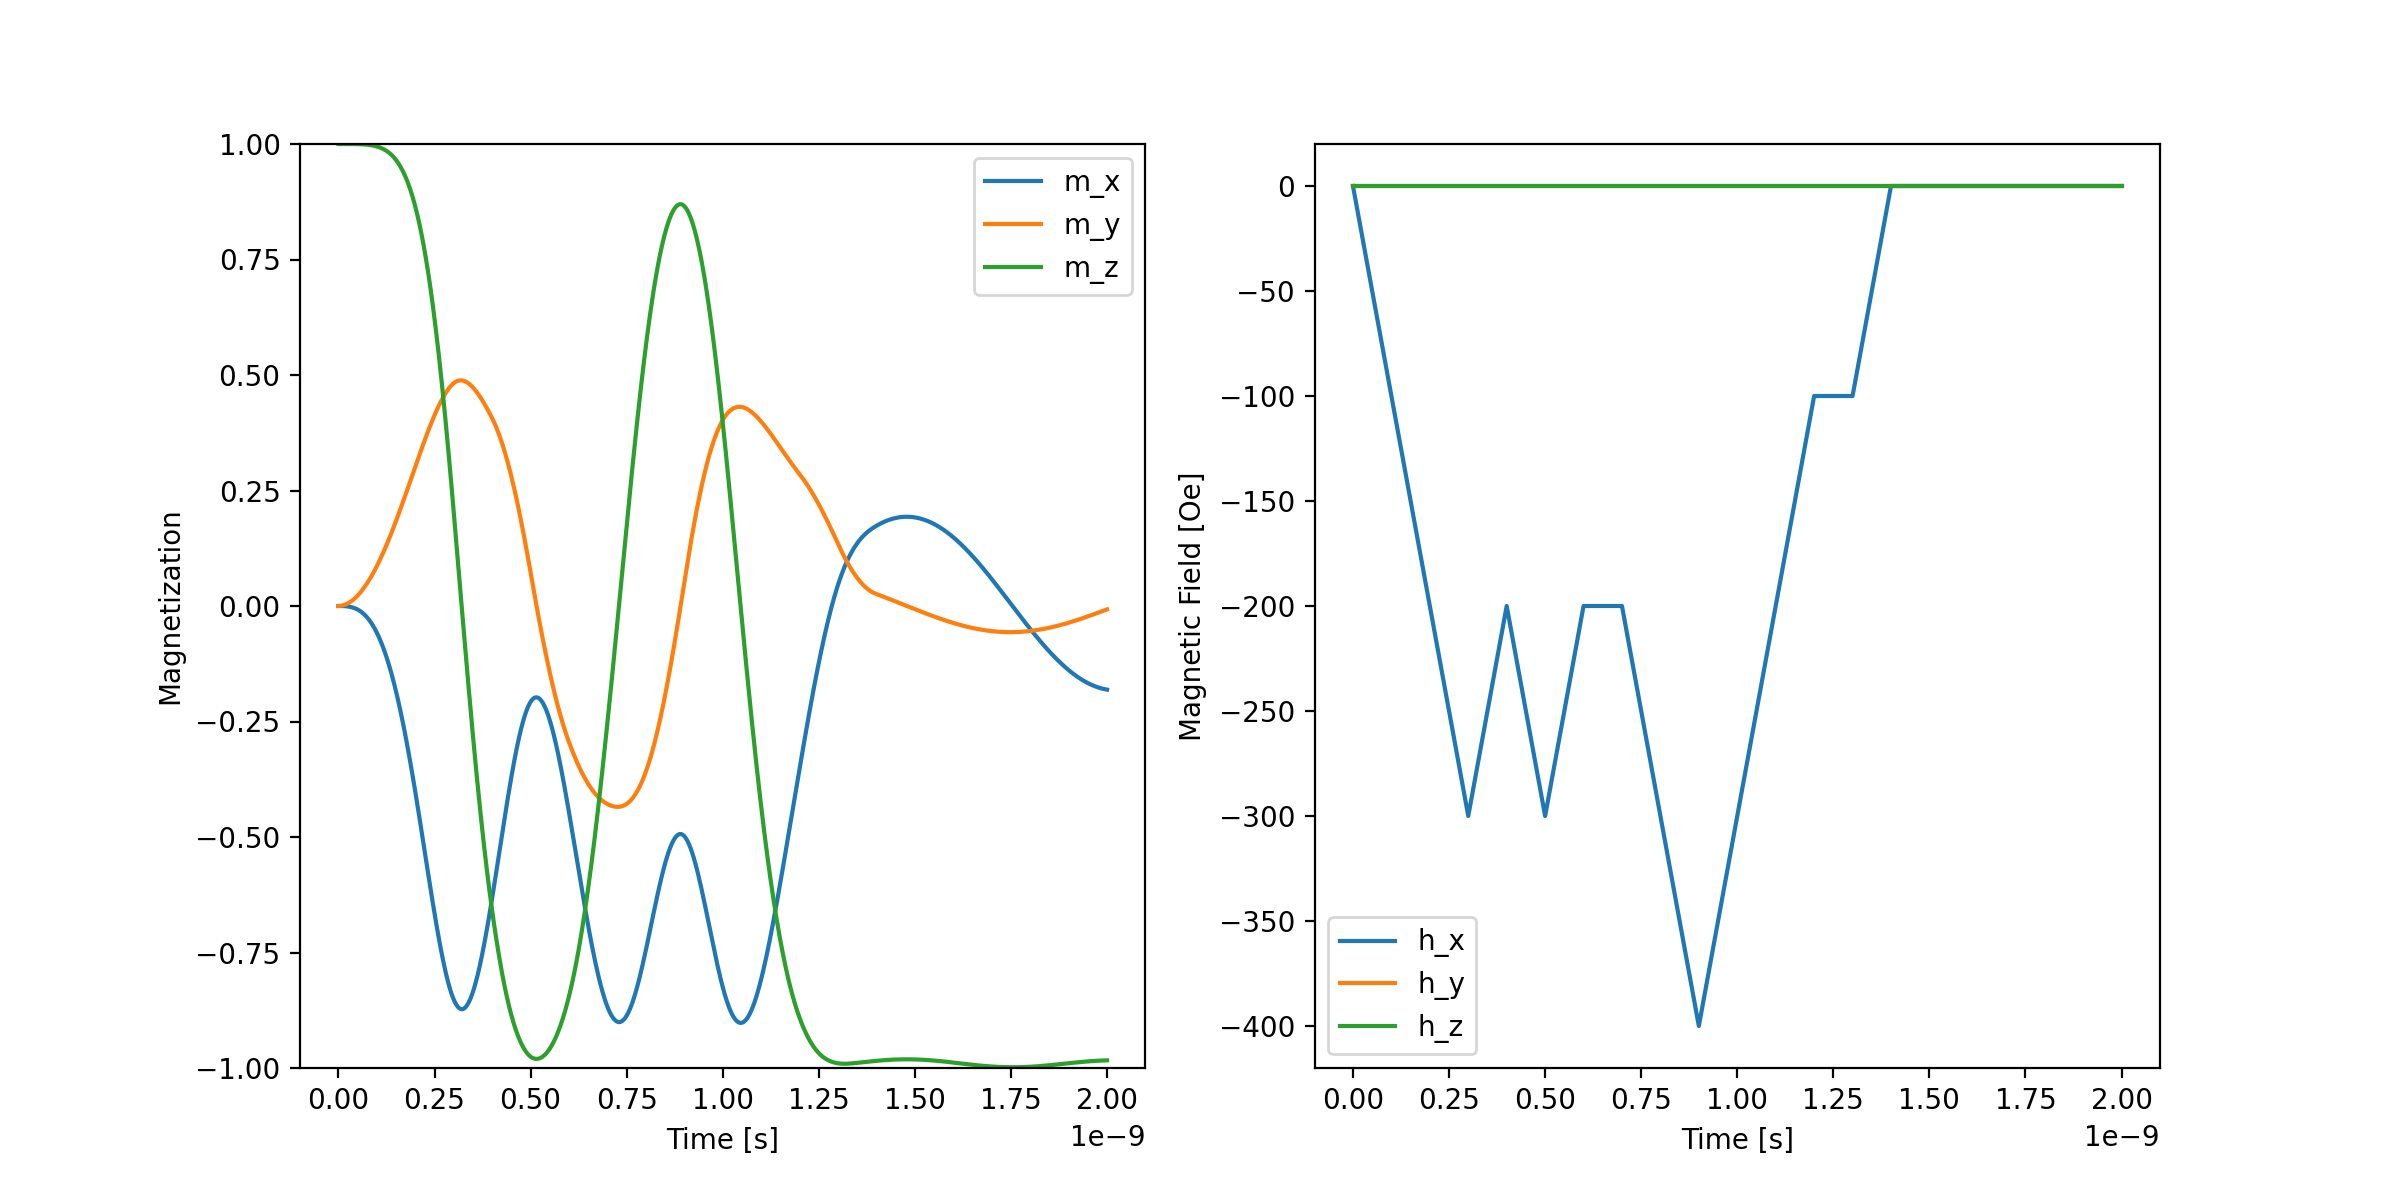 1.00
0.75
0.50
0.25
0.00
−0.25
−0.50
−0.75
−1.00
Magnetization
m_x
m_y
m_z
0.00 0.25 0.50 0.75 1.00 1.25 1.50 1.75 2.00
Time [s]
1e−9
0
−50
−100
−150
−200
−250
−300
−350
−400
Magnetic Field [Oe]
h_x
h_y
h_z
0.00 0.25 0.50 0.75 1.00 1.25 1.50 1.75 2.00
Time [s]
1e−9